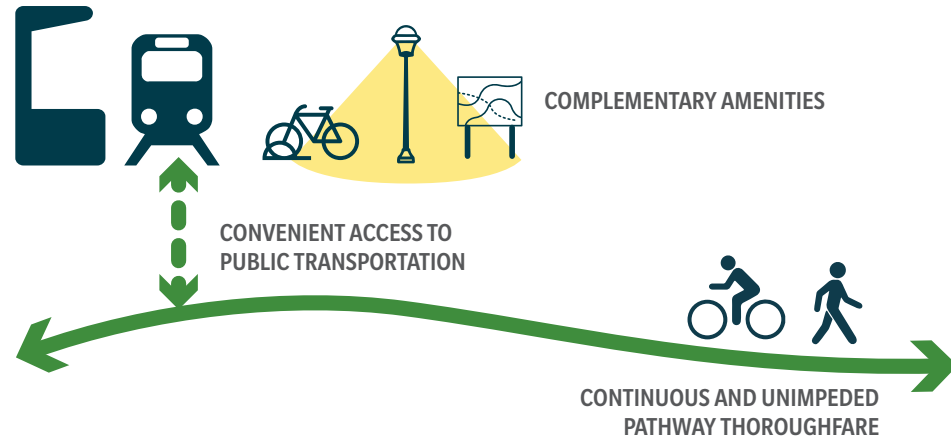 COMPLEMENTARY AMENITIES
CONVENIENT ACCESS TO
PUBLIC TRANSPORTATION
CONTINUOUS AND UNIMPEDED
PATHWAY THOROUGHFARE